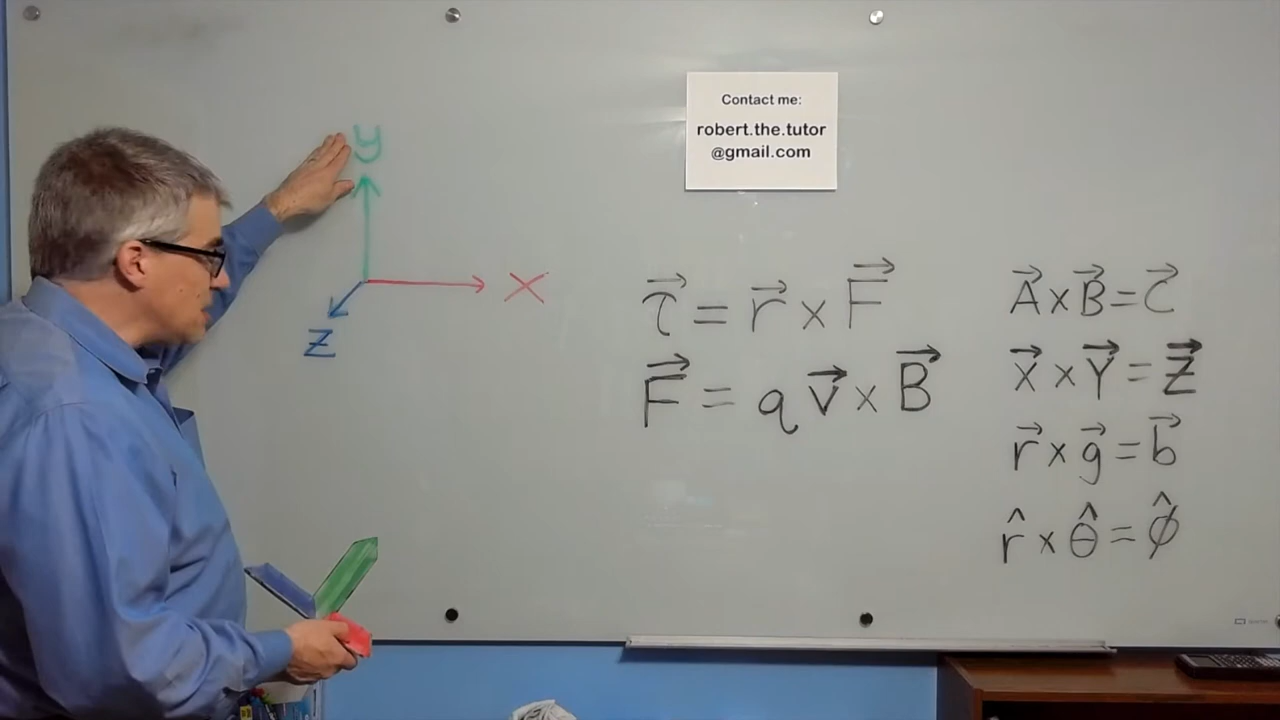 Contact me:
robert.the.tutor
@gmail.com
y
X
Z
τ⃗ = r⃗ × F⃗
F⃗ = q v⃗ × B⃗
A⃗ × B⃗ = C⃗
X⃗ × Y⃗ = Z⃗
r⃗ × g⃗ = b⃗
r̂ × θ̂ = ϕ̂